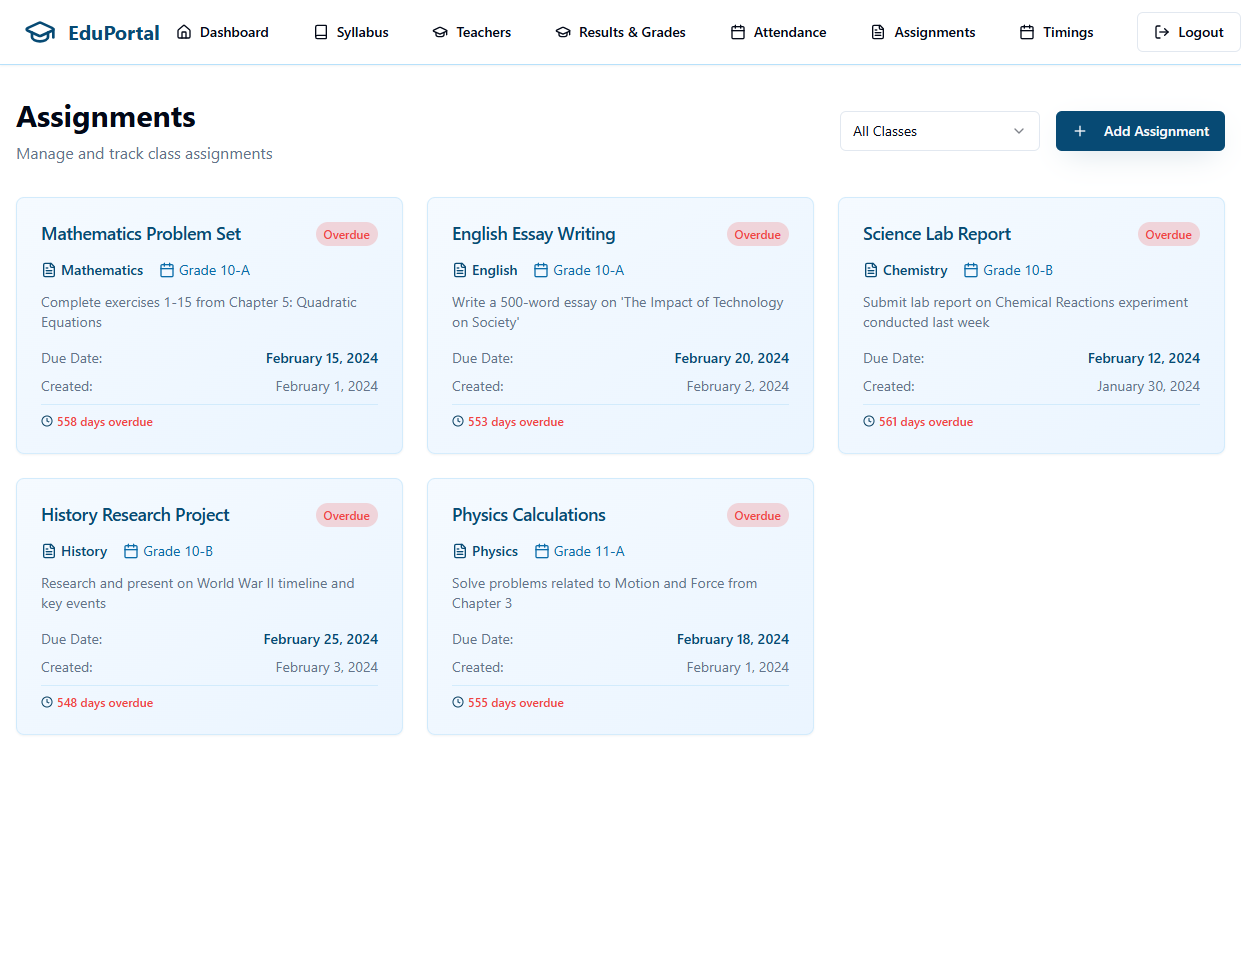 EduPortal
Dashboard
Syllabus
Teachers
Results & Grades
Attendance
Assignments
Timings
Logout
Assignments
Manage and track class assignments
All Classes
Add Assignment
Mathematics Problem Set
Overdue
Mathematics
Grade 10-A
Complete exercises 1-15 from Chapter 5: Quadratic
Equations
Due Date:
February 15, 2024
Created:
February 1, 2024
558 days overdue
English Essay Writing
Overdue
English
Grade 10-A
Write a 500-word essay on 'The Impact of Technology
on Society'
Due Date:
February 20, 2024
Created:
February 2, 2024
553 days overdue
Science Lab Report
Overdue
Chemistry
Grade 10-B
Submit lab report on Chemical Reactions experiment
conducted last week
Due Date:
February 12, 2024
Created:
January 30, 2024
561 days overdue
History Research Project
Overdue
History
Grade 10-B
Research and present on World War II timeline and
key events
Due Date:
February 25, 2024
Created:
February 3, 2024
548 days overdue
Physics Calculations
Overdue
Physics
Grade 11-A
Solve problems related to Motion and Force from
Chapter 3
Due Date:
February 18, 2024
Created:
February 1, 2024
555 days overdue